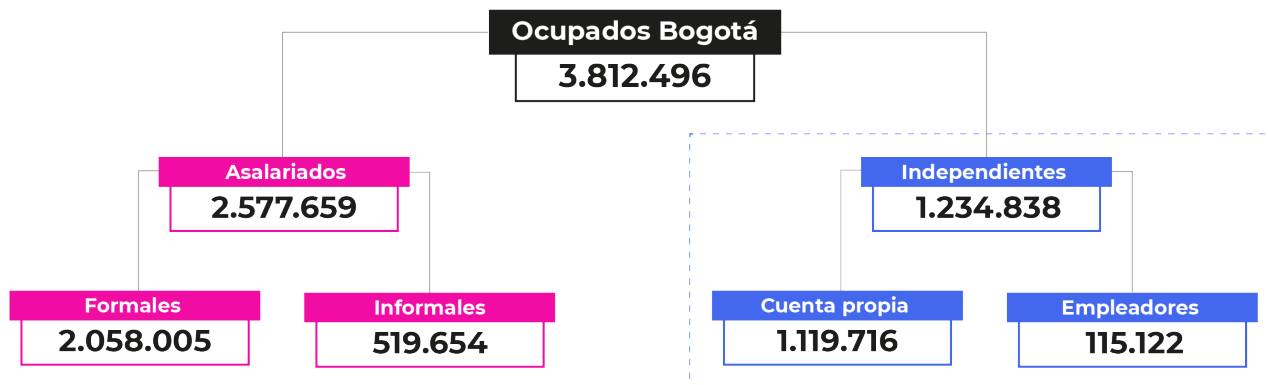 Ocupados Bogotá
3.812.496
Asalariados
2.577.659
Independientes
1.234.838
Formales
2.058.005
Informales
519.654
Cuenta propia
1.119.716
Empleadores
115.122